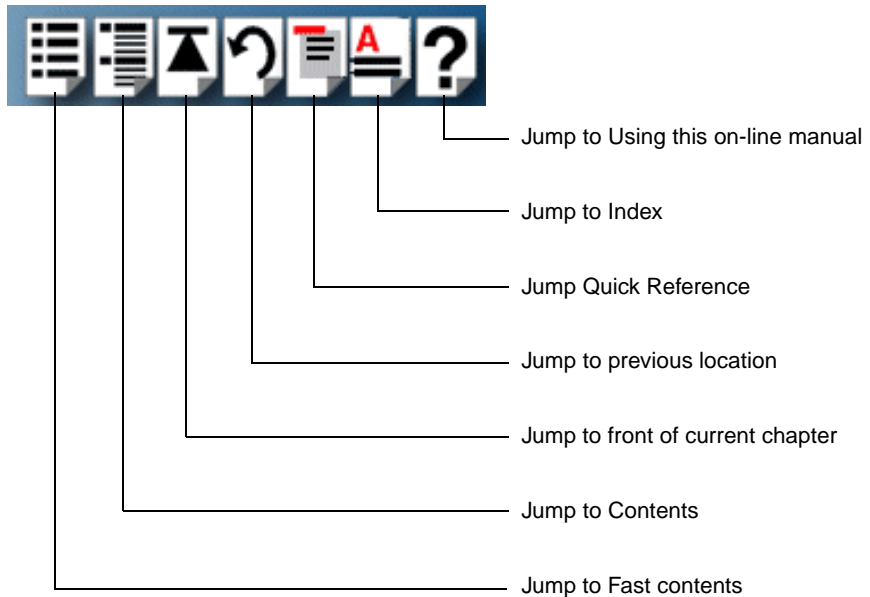 A
?
Jump to Using this on-line manual
Jump to Index
Jump Quick Reference
Jump to previous location
Jump to front of current chapter
Jump to Contents
Jump to Fast contents